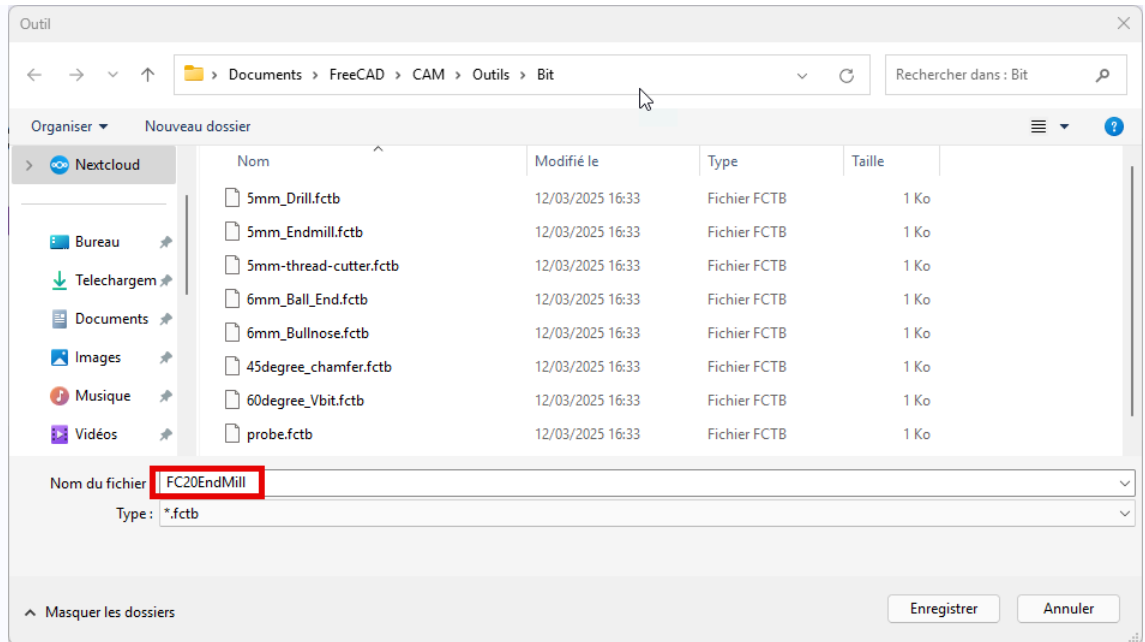 Outil
Documents > FreeCAD > CAM > Outils > Bit
Rechercher dans : Bit
Organiser
Nouveau dossier
?
Nextcloud
Nom
Modifié le
Type
Taille
5mm_Drill.fctb 12/03/2025 16:33 Fichier FCTB 1 Ko
5mm_Endmill.fctb 12/03/2025 16:33 Fichier FCTB 1 Ko
Bureau
5mm-thread-cutter.fctb 12/03/2025 16:33 Fichier FCTB 1 Ko
Telechargem
6mm_Ball_End.fctb 12/03/2025 16:33 Fichier FCTB 1 Ko
Documents
6mm_Bullnose.fctb 12/03/2025 16:33 Fichier FCTB 1 Ko
Images
45degree_chamfer.fctb 12/03/2025 16:33 Fichier FCTB 1 Ko
Musique
60degree_Vbit.fctb 12/03/2025 16:33 Fichier FCTB 1 Ko
Vidéos
probe.fctb 12/03/2025 16:33 Fichier FCTB 1 Ko
Nom du fichier
FC20EndMill
Type : *.fctb
Masquer les dossiers
Enregistrer
Annuler